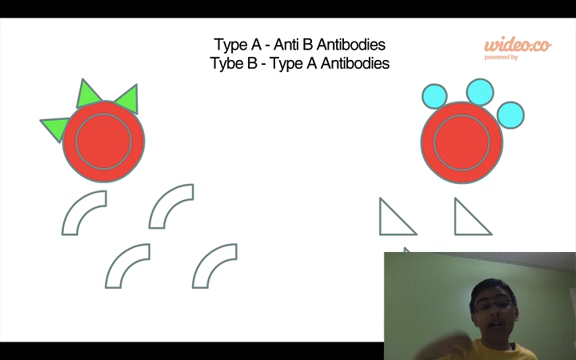 Type A - Anti B Antibodies
Tybe B - Type A Antibodies
wideo.co
powered by